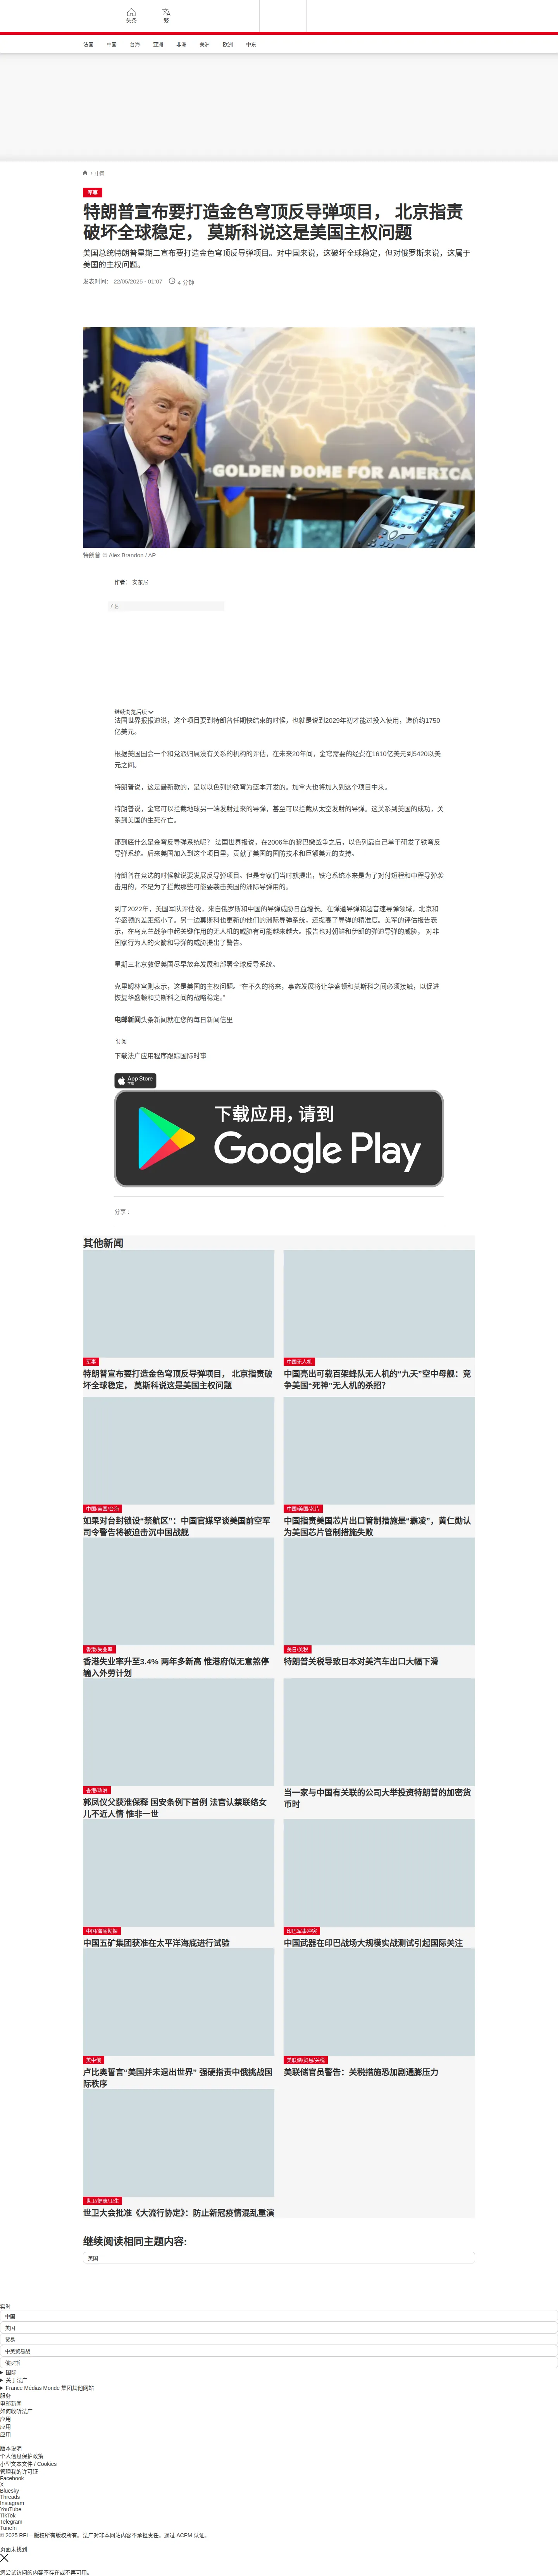 头条
繁
法国
中国
台海
亚洲
非洲
美洲
欧洲
中东
/ 法国
军事
特朗普宣布要打造金色穹顶反导弹项目， 北京指责
破坏全球稳定， 莫斯科说这是美国主权问题
美国总统特朗普星期二宣布要打造金色穹顶反导弹项目。对中国来说，这破坏全球稳定，但对俄罗斯来说，这属于
美国的主权问题。
发表时间： 22/05/2025 - 01:07
4 分钟
GOLDEN DOME FOR AMERICA
特朗普 © Alex Brandon / AP
作者： 安东尼
广告
继续浏览后续
法国世界报报道说，这个项目要到特朗普任期快结束的时候，也就是说到2029年初才能过投入使用，造价约1750
亿美元。
根据美国国会一个和党派归属没有关系的机构的评估，在未来20年间，金穹需要的经费在1610亿美元到5420以美
元之间。
特朗普说，这是最新款的，是以以色列的铁穹为蓝本开发的。加拿大也将加入到这个项目中来。
特朗普说，金穹可以拦截地球另一端发射过来的导弹，甚至可以拦截从太空发射的导弹。这关系到美国的成功，关
系到美国的生死存亡。
那到底什么是金穹反导弹系统呢？ 法国世界报说，在2006年的黎巴嫩战争之后，以色列靠自己单干研发了铁穹反
导弹系统。后来美国加入到这个项目里，贡献了美国的国防技术和巨额美元的支持。
特朗普在竞选的时候就说要发展反导弹项目。但是专家们当时就提出，铁穹系统本来是为了对付短程和中程导弹袭
击用的，不是为了拦截那些可能要袭击美国的洲际导弹用的。
到了2022年，美国军队评估说，来自俄罗斯和中国的导弹威胁日益增长。在弹道导弹和超音速导弹领域，北京和
华盛顿的差距缩小了。另一边莫斯科也更新的他们的洲际导弹系统，还提高了导弹的精准度。美军的评估报告表
示，在乌克兰战争中起关键作用的无人机的威胁有可能越来越大。报告也对朝鲜和伊朗的弹道导弹的威胁， 对非
国家行为人的火箭和导弹的威胁提出了警告。
星期三北京敦促美国尽早放弃发展和部署全球反导系统。
克里姆林宫则表示，这是美国的主权问题。“在不久的将来，事态发展将让华盛顿和莫斯科之间必须接触，以促进
恢复华盛顿和莫斯科之间的战略稳定。”
电邮新闻头条新闻就在您的每日新闻信里
订阅
下载法广应用程序跟踪国际时事
App Store
下载
下载应用，请到
Google Play
分享 :
其他新闻
军事
特朗普宣布要打造金色穹顶反导弹项目， 北京指责破
坏全球稳定， 莫斯科说这是美国主权问题
中国无人机
中国亮出可载百架蜂队无人机的“九天”空中母舰：竞
争美国“死神”无人机的杀招？
中国/美国/台海
如果对台封锁设“禁航区”：中国官媒罕谈美国前空军
司令警告将被迫击沉中国战舰
中国/美国/芯片
中国指责美国芯片出口管制措施是“霸凌”，黄仁勋认
为美国芯片管制措施失败
香港/失业率
香港失业率升至3.4% 两年多新高 惟港府似无意煞停
输入外劳计划
美日/关税
特朗普关税导致日本对美汽车出口大幅下滑
香港/政治
郭凤仪父获淮保释 国安条例下首例 法官认禁联络女
儿不近人情 惟非一世
当一家与中国有关联的公司大举投资特朗普的加密货
币时
中国/海底勘探
中国五矿集团获准在太平洋海底进行试验
印巴军事冲突
中国武器在印巴战场大规模实战测试引起国际关注
美中俄
卢比奥誓言“美国并未退出世界” 强硬指责中俄挑战国
际秩序
美联储/贸易/关税
美联储官员警告：关税措施恐加剧通膨压力
世卫/健康/卫生
世卫大会批准《大流行协定》：防止新冠疫情混乱重演
继续阅读相同主题内容:
美国
实时
中国
美国
贸易
中美贸易战
俄罗斯
国际
关于法广
France Médias Monde 集团其他网站
服务
电邮新闻
如何收听法广
应用
应用
应用
版本说明
个人信息保护政策
小型文本文件 / Cookies
管理我的许可证
Facebook
X
Bluesky
Threads
Instagram
YouTube
TikTok
Telegram
TuneIn
© 2025 RFI – 版权所有版权所有。法广对非本网站内容不承担责任。通过 ACPM 认证。
页面未找到
您尝试访问的内容不存在或不再可用。